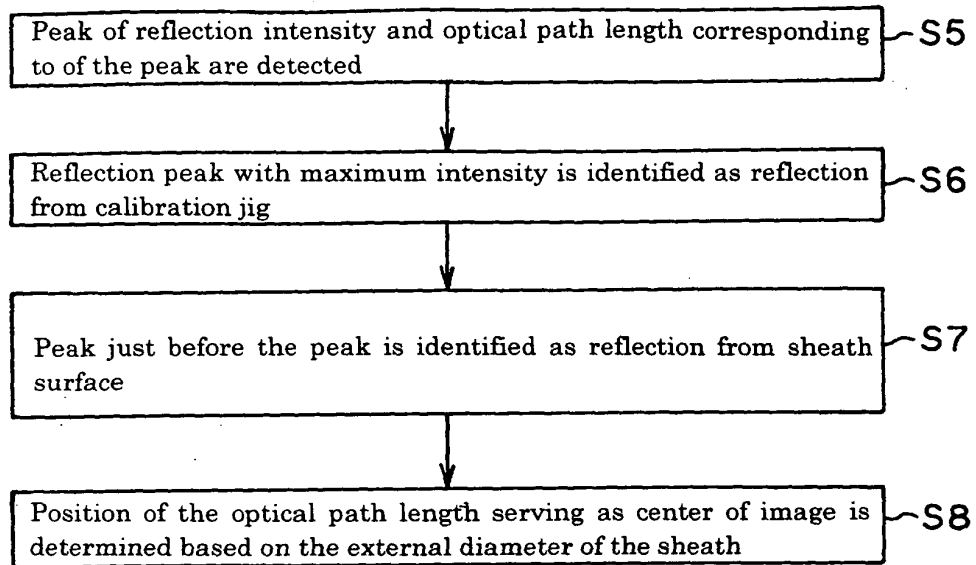 Peak of reflection intensity and optical path length corresponding
to of the peak are detected
S5
Reflection peak with maximum intensity is identified as reflection
from calibration jig
S6
Peak just before the peak is identified as reflection from sheath
surface
S7
Position of the optical path length serving as center of image is
determined based on the external diameter of the sheath
S8